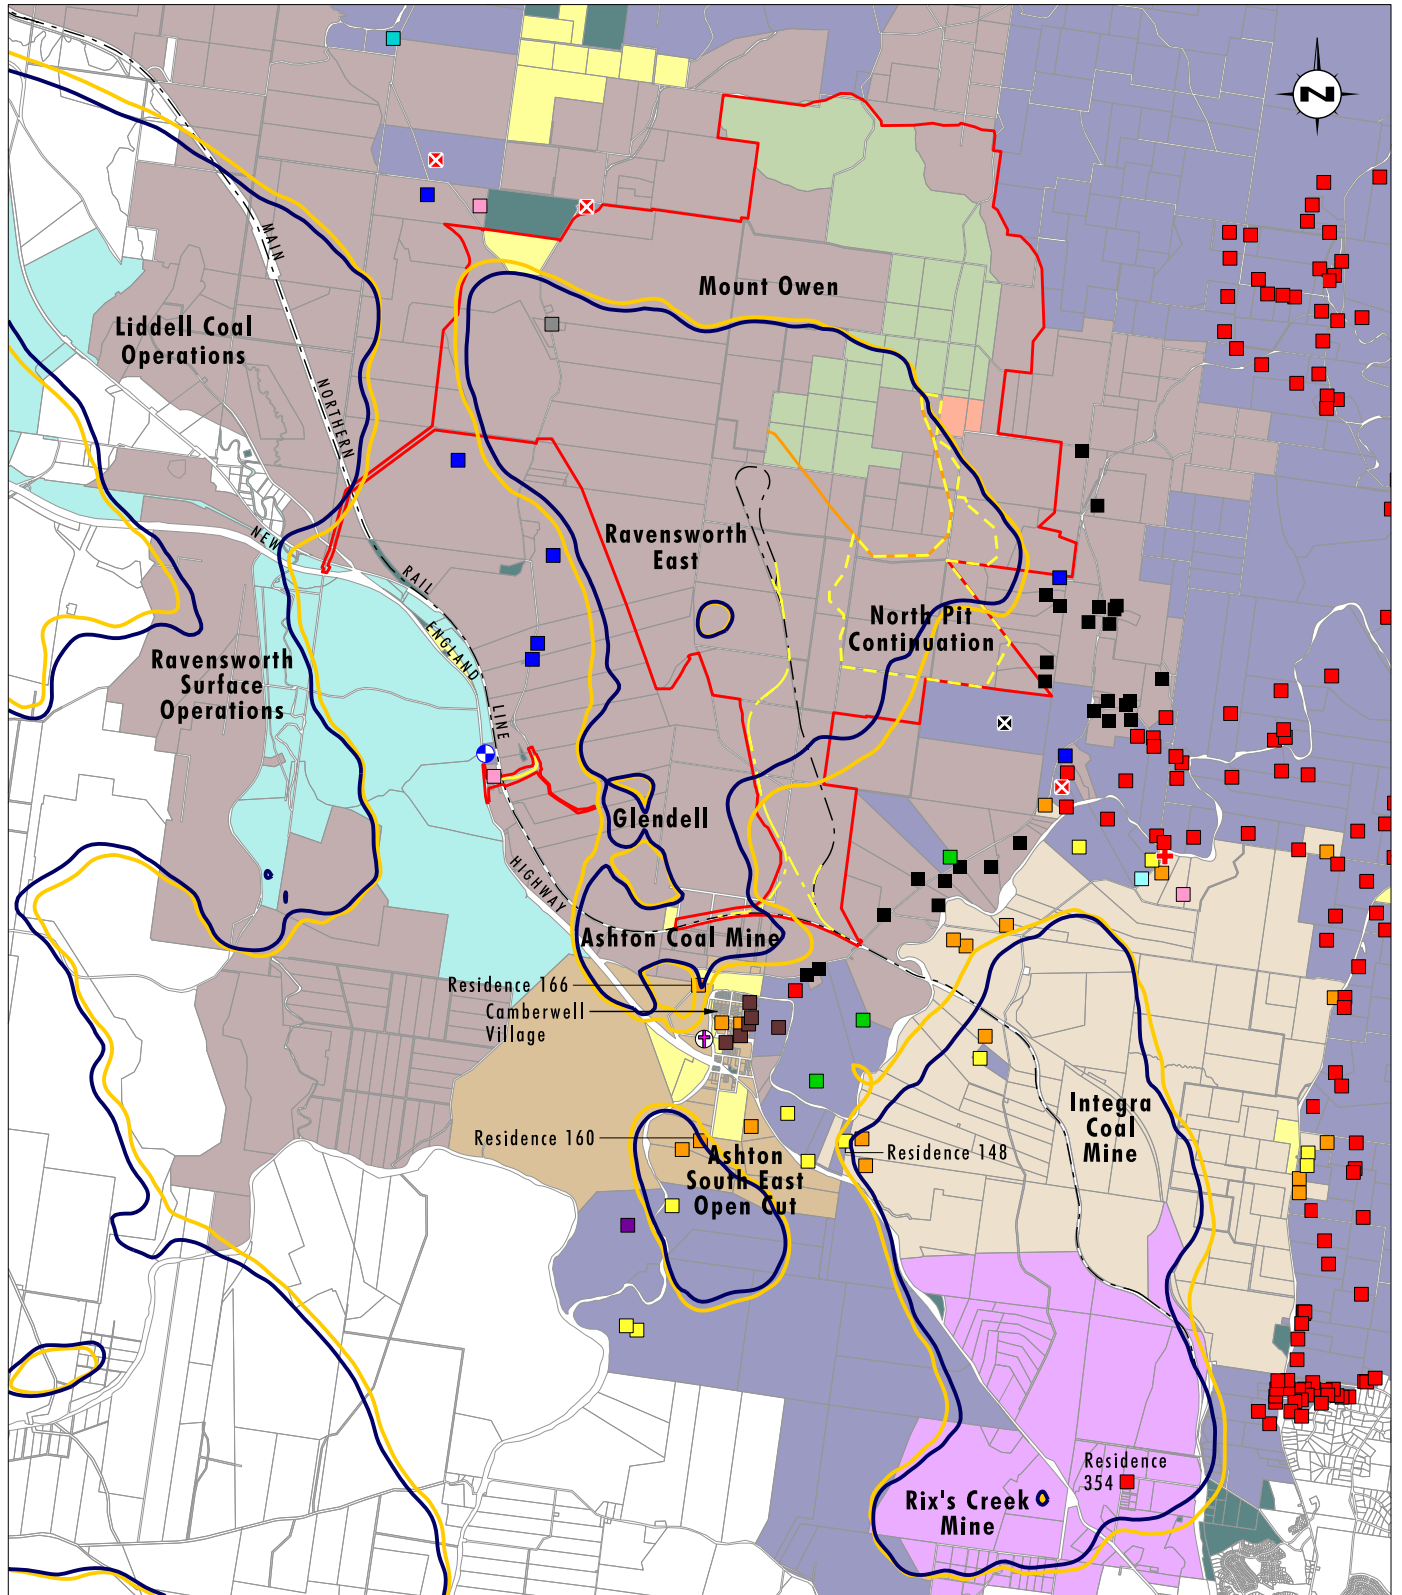 N
Mount Owen
MAIN
Liddell Coal
Operations
NORTHERN
Ravensworth
East
NEW
RAIL
North Pit
Continuation
ENGLAND
Ravensworth
Surface
Operations
LINE
Glendell
HIGHWAY
Ashton Coal Mine
Residence 166
Camberwell
Village
Integra
Coal
Mine
Residence 160
Residence 148
Ashton
South East
Open Cut
Residence
354
Rix's Creek
Mine